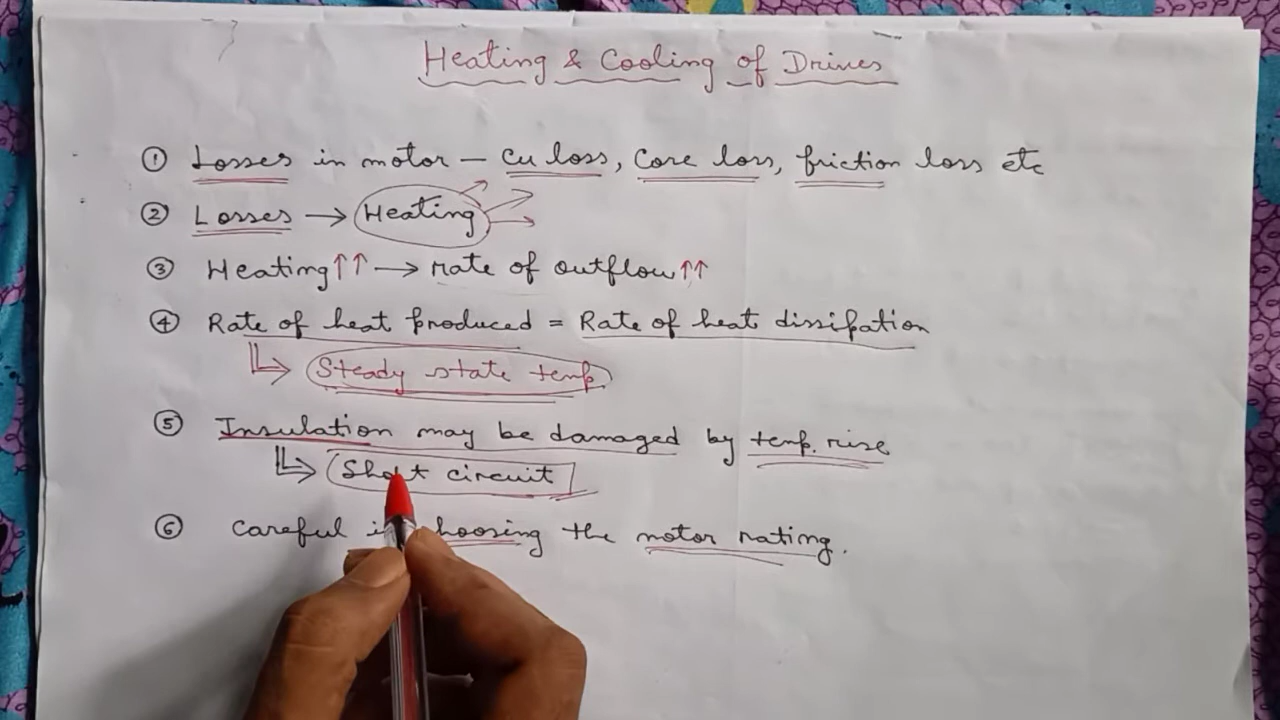 Heating & Cooling of Drives
① Losses in motor — Cu loss, Core loss, friction loss etc
② Losses → Heating
③ Heating↑↑ → rate of outflow↑↑
④ Rate of heat produced = Rate of heat dissipation
Steady state temp
⑤ Insulation may be damaged by temp. rise
Short circuit
⑥ Careful in choosing the motor rating.